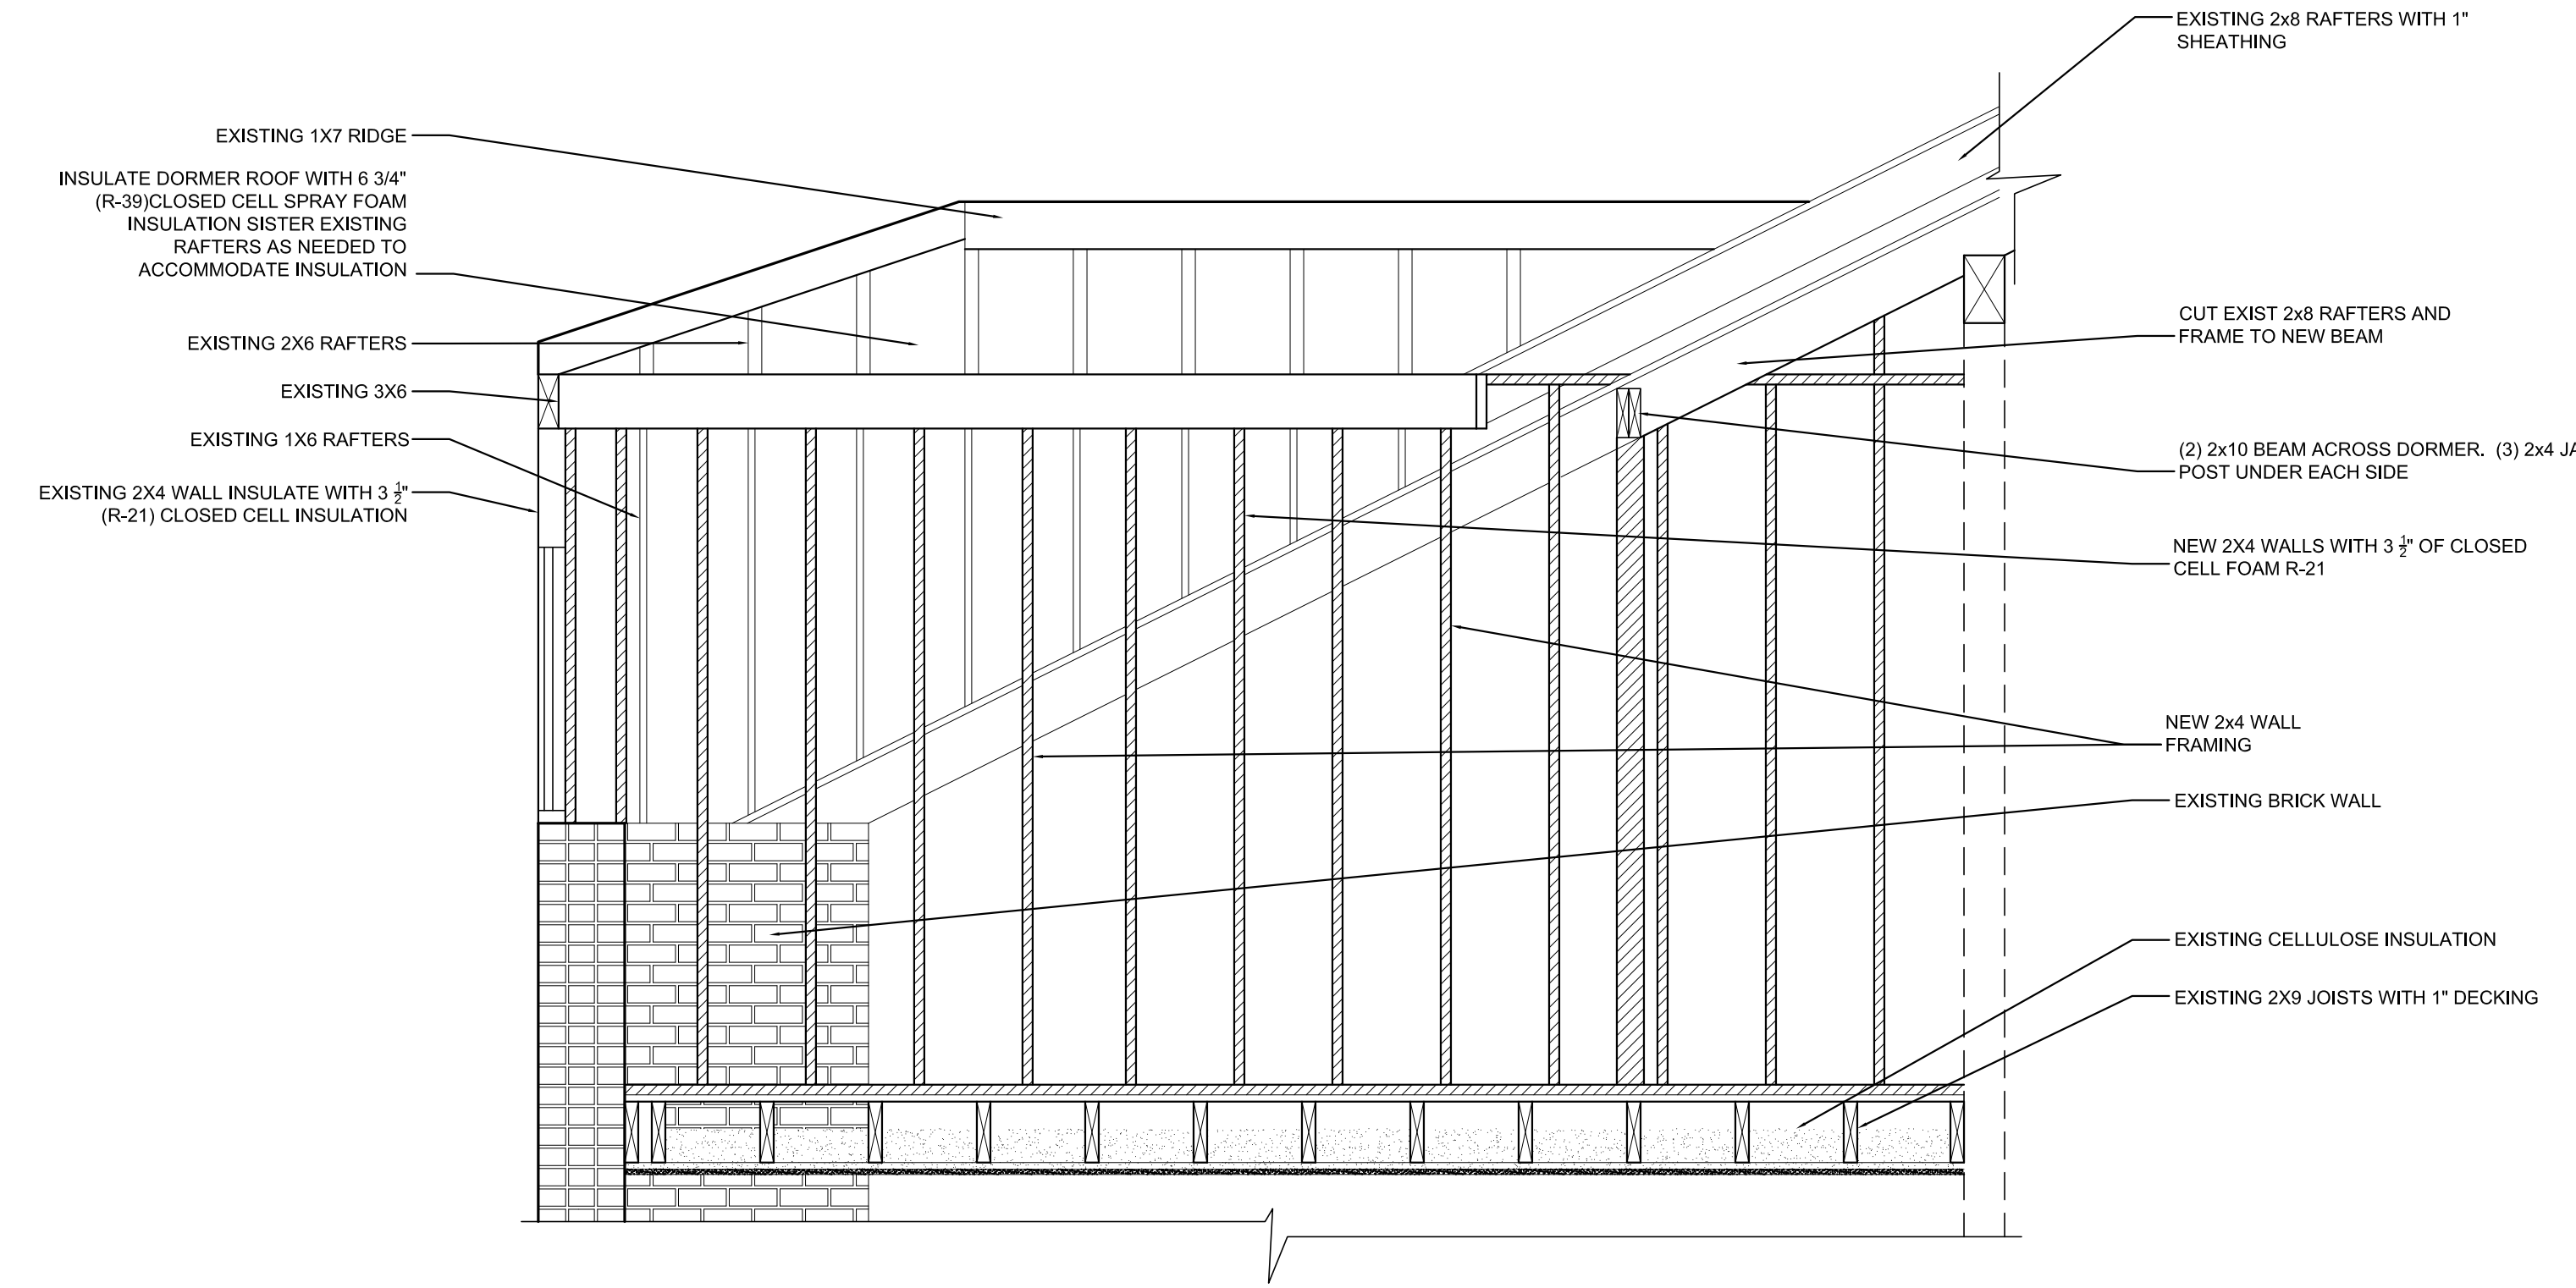 EXISTING 1X7 RIDGE
INSULATE DORMER ROOF WITH 6 3/4"
(R-39)CLOSED CELL SPRAY FOAM
INSULATION SISTER EXISTING
RAFTERS AS NEEDED TO
ACCOMMODATE INSULATION
EXISTING 2X6 RAFTERS
EXISTING 3X6
EXISTING 1X6 RAFTERS
EXISTING 2X4 WALL INSULATE WITH 3 ½"
(R-21) CLOSED CELL INSULATION
EXISTING 2x8 RAFTERS WITH 1"
SHEATHING
CUT EXIST 2x8 RAFTERS AND
FRAME TO NEW BEAM
(2) 2x10 BEAM ACROSS DORMER. (3) 2x4
POST UNDER EACH SIDE
NEW 2X4 WALLS WITH 3 ½" OF CLOSED
CELL FOAM R-21
NEW 2x4 WALL
FRAMING
EXISTING BRICK WALL
EXISTING CELLULOSE INSULATION
EXISTING 2X9 JOISTS WITH 1" DECKING